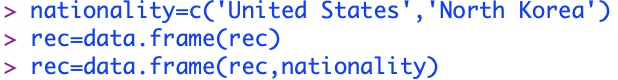 > nationality=c('United States','North Korea')
> rec=data.frame(rec)
> rec=data.frame(rec,nationality)